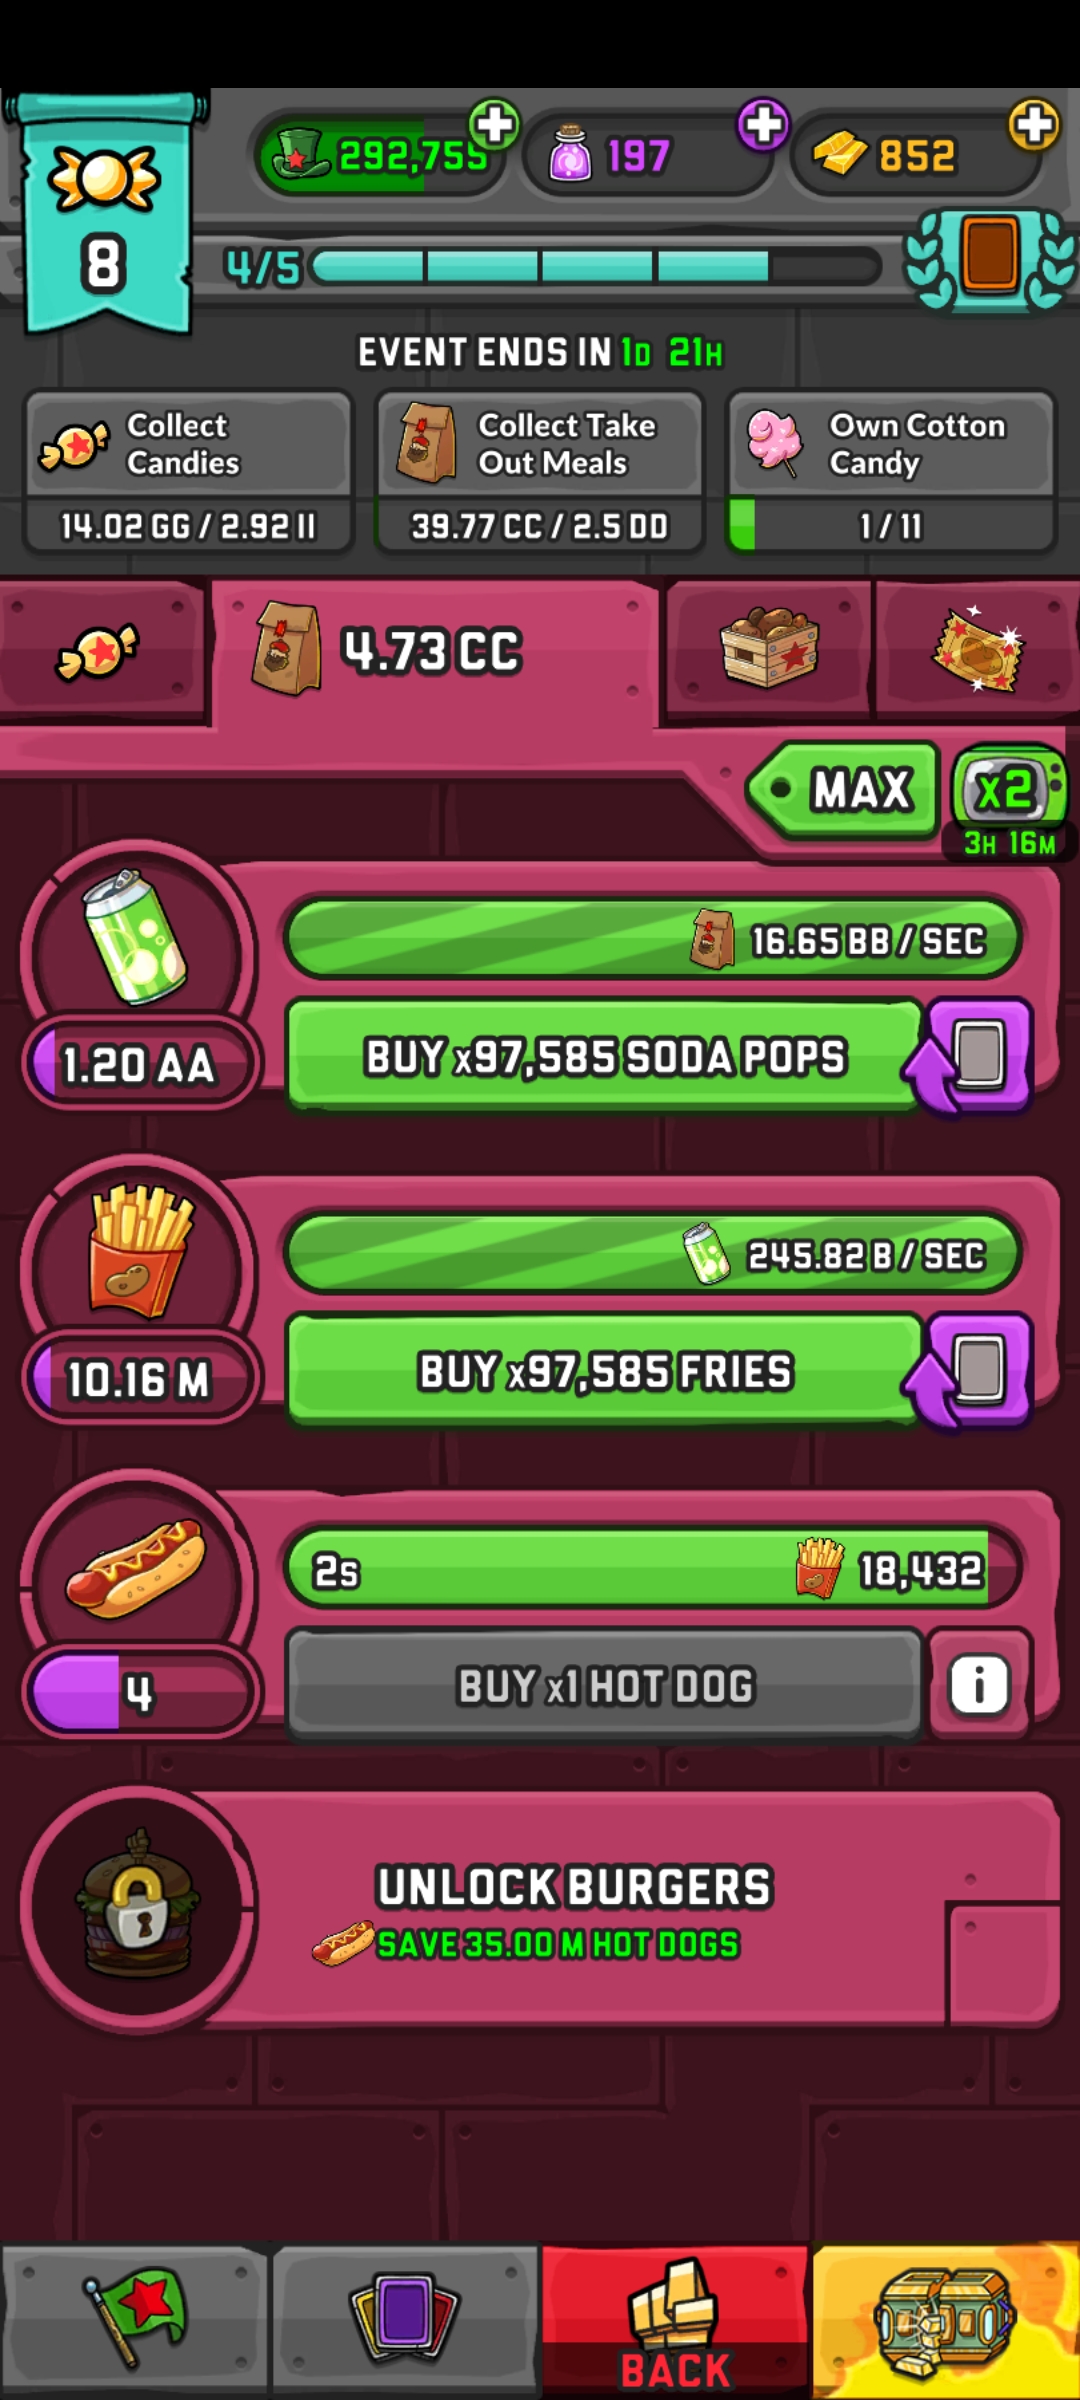 292,755
197
852
8
4/5
EVENT ENDS IN 1D 21H
Collect
Candies
14.02 GG / 2.92 II
Collect Take
Out Meals
39.77 CC / 2.5 DD
Own Cotton
Candy
1 / 11
4.73 CC
MAX
x2
3H 16M
16.65 BB / SEC
1.20 AA
BUY x97,585 SODA POPS
245.82 B / SEC
10.16 M
BUY x97,585 FRIES
2s
18,432
4
BUY x1 HOT DOG
i
UNLOCK BURGERS
SAVE 35.00 M HOT DOGS
BACK